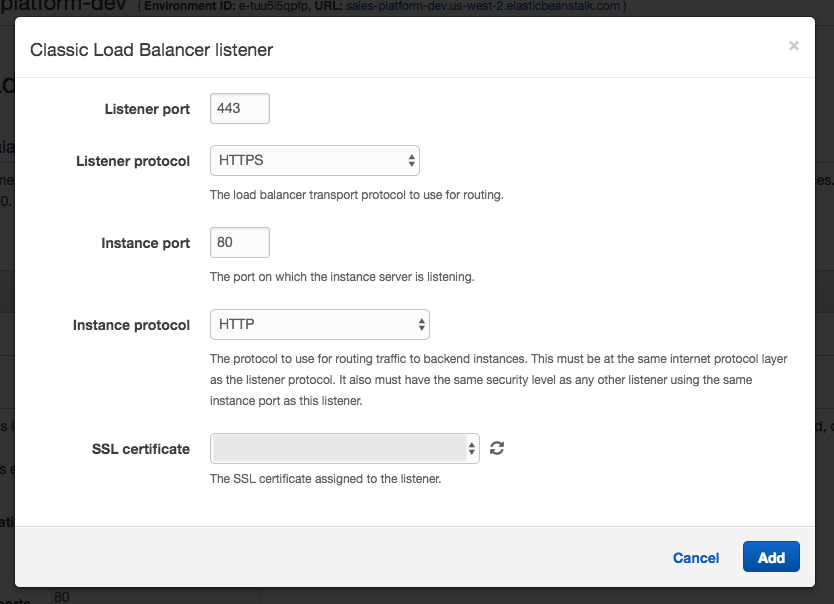 platform-dev ( Environment ID: e-tuu5i5qpfp, URL: sales-platform-dev.us-west-2.elasticbeanstalk.com )
Classic Load Balancer listener
×
Listener port 443
Listener protocol HTTPS
The load balancer transport protocol to use for routing.
Instance port 80
The port on which the instance server is listening.
Instance protocol HTTP
The protocol to use for routing traffic to backend instances. This must be at the same internet protocol layer
as the listener protocol. It also must have the same security level as any other listener using the same
instance port as this listener.
SSL certificate
The SSL certificate assigned to the listener.
Cancel Add
80